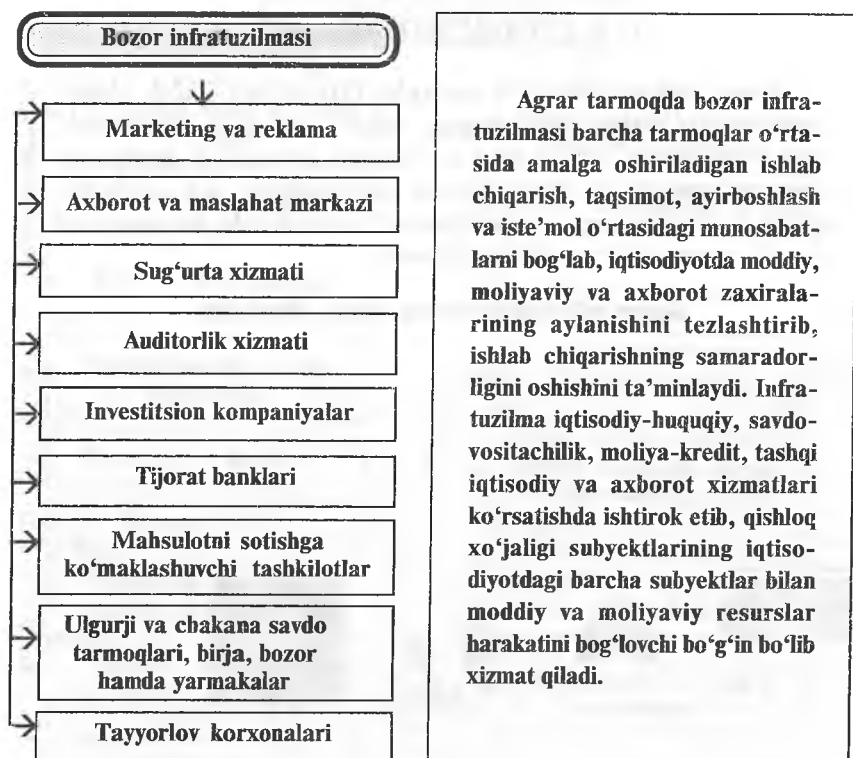 Bozor infratuzilmasi
Marketing va reklama
Axborot va maslahat markazi
Sug‘urta xizmati
Auditorlik xizmati
Investitsion kompaniyalar
Tijorat banklari
Mahsulotni sotishga
ko‘maklashuvchi tashkilotlar
Ulgurji va chakana savdo
tarmoqlari, birja, bozor
hamda yarmakalar
Tayyorlov korxonalari
Agrar tarmoqda bozor infra-
tuzilmasi barcha tarmoqlar o‘rta-
sida amalga oshiriladigan ishlab
chiqarish, taqsimot, ayirboshlash
va iste’mol o‘rtasidagi munosabat-
larni bog‘lab, iqtisodiyotda moddiy,
moliyaviy va axborot zaxirala-
rining aylanishini tezlashtirib,
ishlab chiqarishning samarador-
ligini oshishini ta’minlaydi. Infra-
tuzilma iqtisodiy-huquqiy, savdo-
vositachilik, moliya-kredit, tashqi
iqtisodiy va axborot xizmatlari
ko‘rsatishda ishtirok etib, qishloq
xo‘jaligi subyektlarining iqtiso-
diyotdagi barcha subyektlar bilan
moddiy va moliyaviy resurslar
harakatini bog‘lovchi bo‘g‘in bo‘lib
xizmat qiladi.